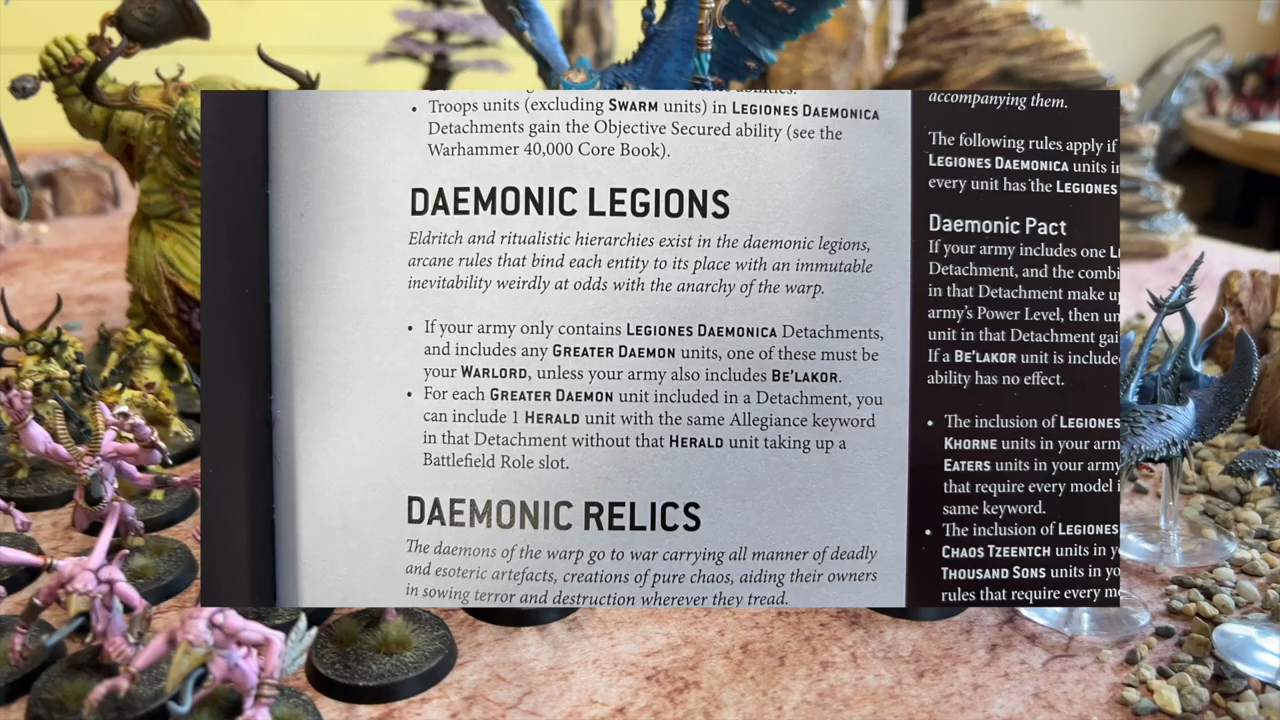 abilities.
• Troops units (excluding SWARM units) in LEGIONES DAEMONICA
Detachments gain the Objective Secured ability (see the
Warhammer 40,000 Core Book).
DAEMONIC LEGIONS
Eldritch and ritualistic hierarchies exist in the daemonic legions,
arcane rules that bind each entity to its place with an immutable
inevitability weirdly at odds with the anarchy of the warp.
• If your army only contains LEGIONES DAEMONICA Detachments,
and includes any GREATER DAEMON units, one of these must be
your WARLORD, unless your army also includes BE'LAKOR.
• For each GREATER DAEMON unit included in a Detachment, you
can include 1 HERALD unit with the same Allegiance keyword
in that Detachment without that HERALD unit taking up a
Battlefield Role slot.
DAEMONIC RELICS
The daemons of the warp go to war carrying all manner of deadly
and esoteric artefacts, creations of pure chaos, aiding their owners
in sowing terror and destruction wherever they tread.
accompanying them.
The following rules apply if
LEGIONES DAEMONICA units
every unit has the LEGIONES
Daemonic Pact
If your army includes one
Detachment, and the
in that Detachment make
army's Power Level, then
unit in that Detachment
If a BE'LAKOR unit is
ability has no effect.
• The inclusion of LEGIONES
KHORNE units in your
EATERS units in your army
that require every model
same keyword.
• The inclusion of LEGIONES
CHAOS TZEENTCH units in
THOUSAND SONS units in
rules that require every